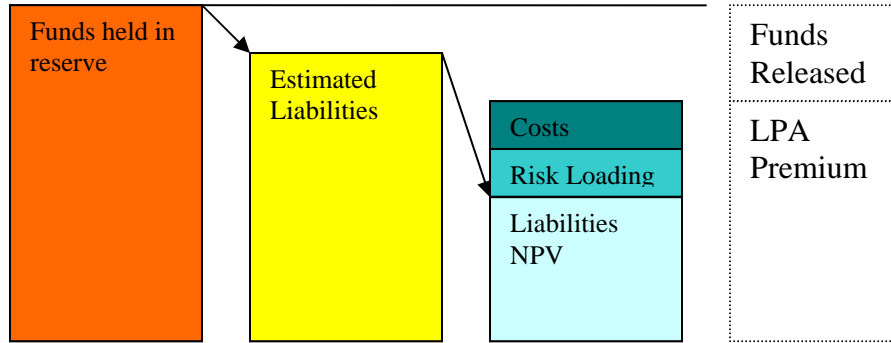 Funds held in
reserve
Estimated
Liabilities
Costs
Risk Loading
Liabilities
NPV
Funds
Released
LPA
Premium